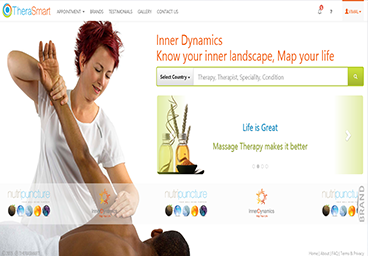 TheraSmart
APPOINTMENT BRANDS TESTIMONIALS GALLERY CONTACT US
Inner Dynamics
Know your inner landscape, Map your life
Select Country Therapy, Therapist, Speciality, Condition
Life is Great
Massage Therapy makes it better
nutripuncture InnerDynamics nutripuncture InnerDynamics nutripuncture
BRAND
Home | About | FAQ | Terms & Privacy